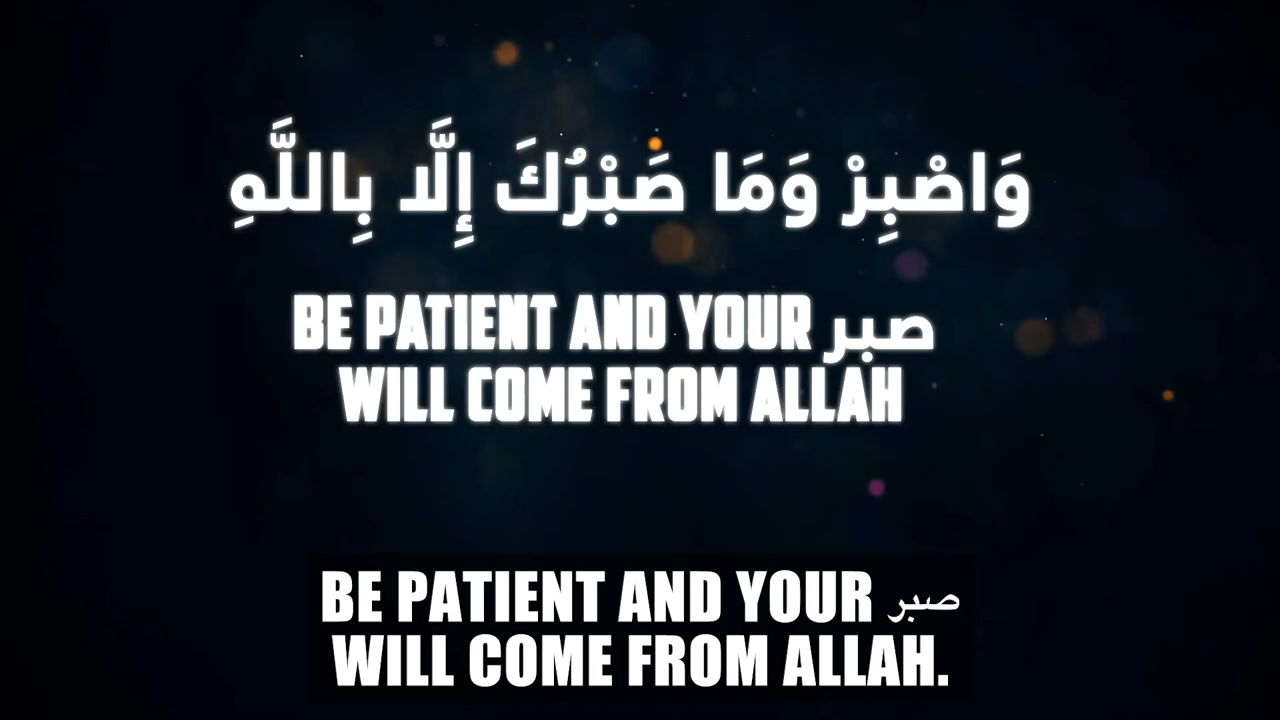 وَاصْبِرْ وَمَا صَبْرُكَ إِلَّا بِاللَّهِ
BE PATIENT AND YOUR صبر
WILL COME FROM ALLAH
BE PATIENT AND YOUR صبر
WILL COME FROM ALLAH.